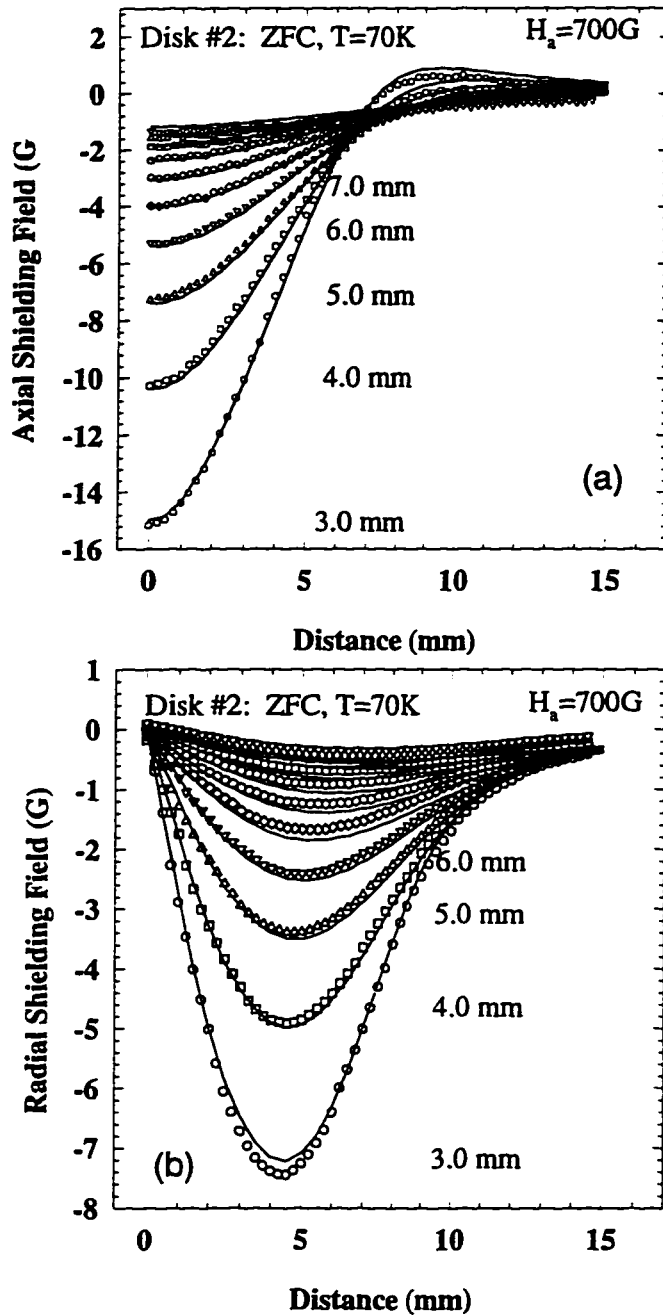 Disk #2: ZFC, T=70K
H_a=700G
2
0
-2
-4
-6
-8
-10
-12
-14
-16
Axial Shielding Field (G
7.0 mm
6.0 mm
5.0 mm
4.0 mm
3.0 mm
(a)
0
5
10
15
Distance (mm)
Disk #2: ZFC, T=70K
H_a=700G
1
0
-1
-2
-3
-4
-5
-6
-7
-8
Radial Shielding Field (G)
6.0 mm
5.0 mm
4.0 mm
3.0 mm
(b)
0
5
10
15
Distance (mm)